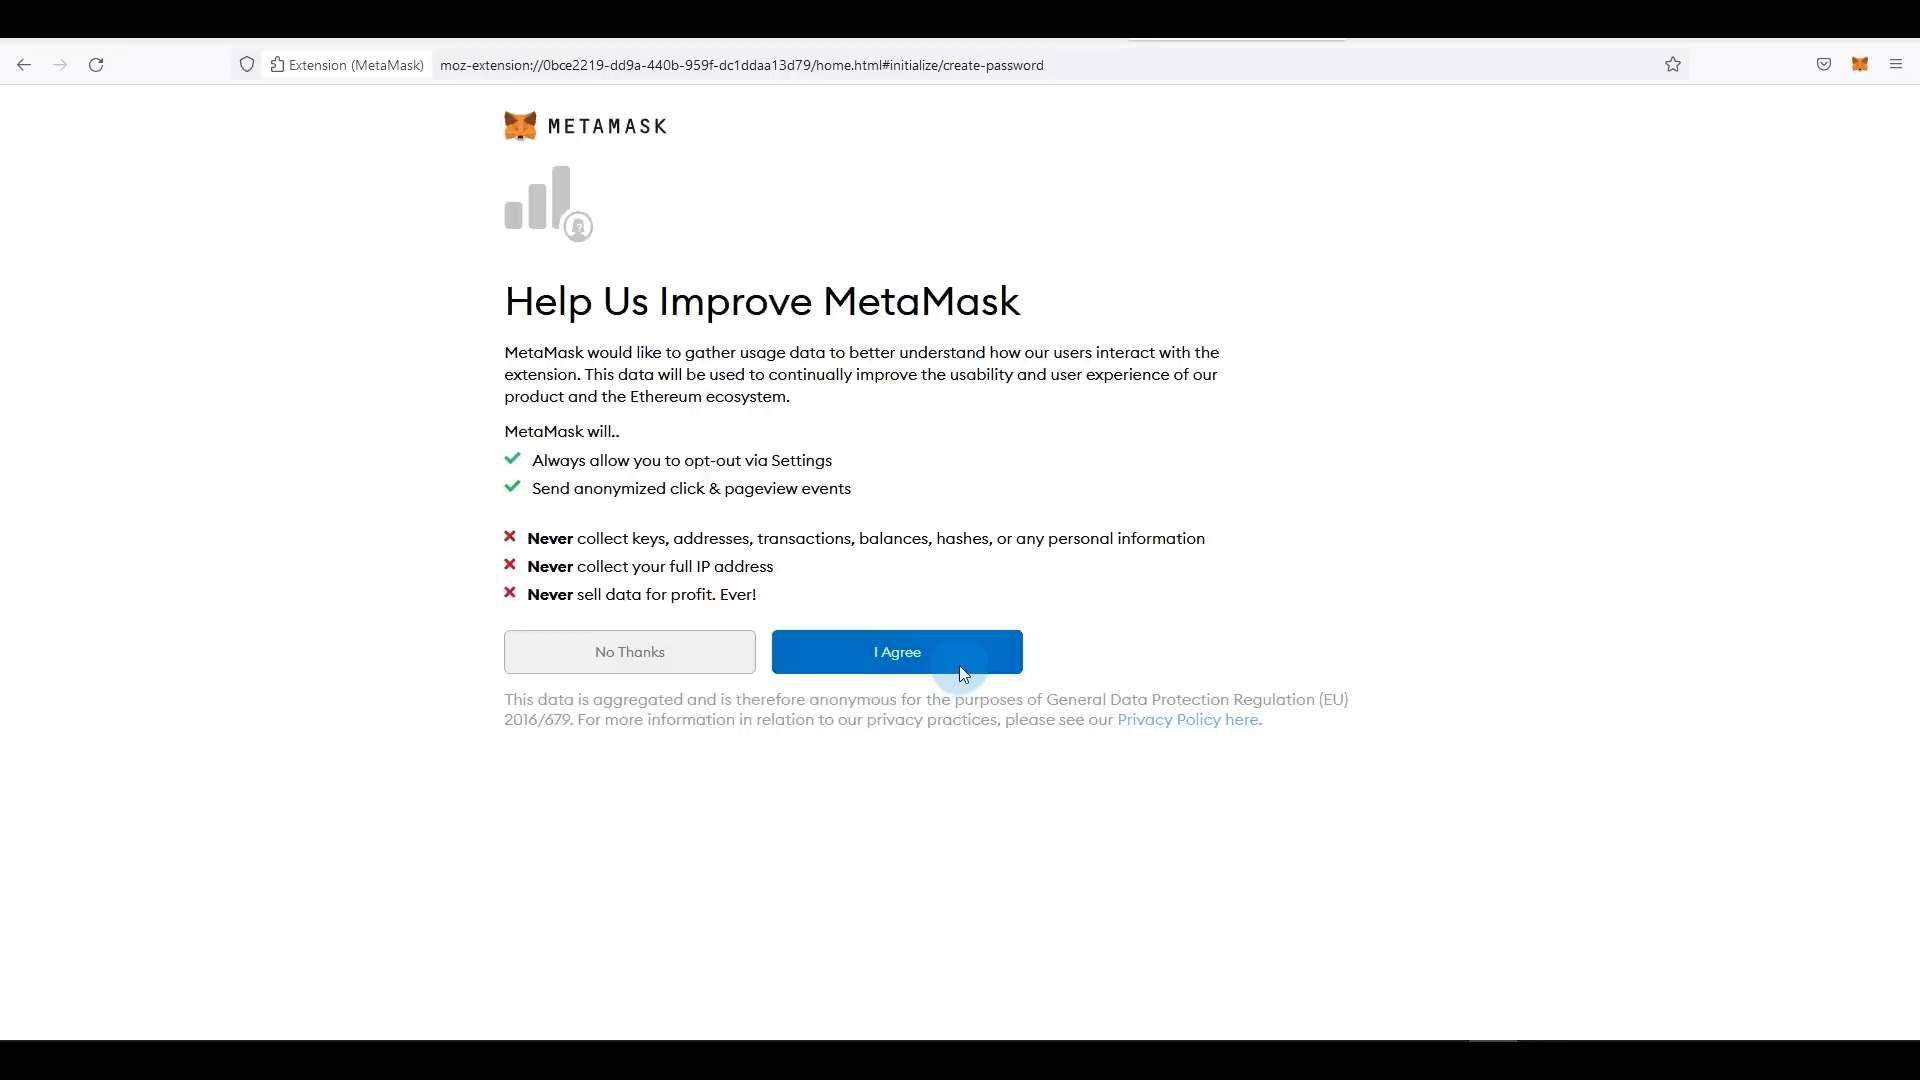 Extension (MetaMask) moz-extension://0bce2219-dd9a-440b-959f-dc1ddaa13d79/home.html#initialize/create-password
METAMASK
Help Us Improve MetaMask
MetaMask would like to gather usage data to better understand how our users interact with the
extension. This data will be used to continually improve the usability and user experience of our
product and the Ethereum ecosystem.
MetaMask will..
Always allow you to opt-out via Settings
Send anonymized click & pageview events
Never collect keys, addresses, transactions, balances, hashes, or any personal information
Never collect your full IP address
Never sell data for profit. Ever!
No Thanks
I Agree
This data is aggregated and is therefore anonymous for the purposes of General Data Protection Regulation (EU)
2016/679. For more information in relation to our privacy practices, please see our Privacy Policy here.